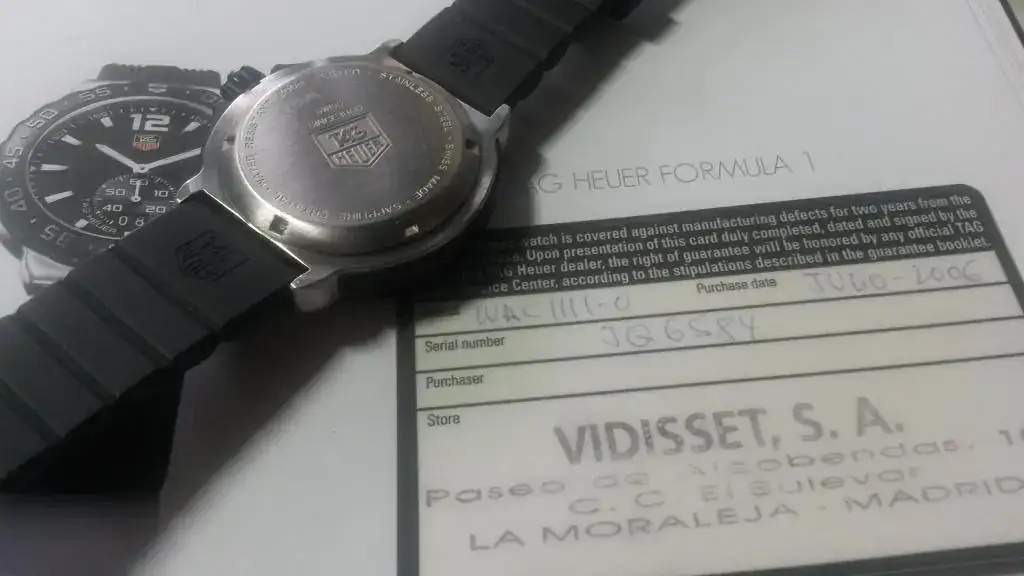 12
TAG
HEUER
55
50
45
40
35
60
50
10
40
20
STAINLESS STEEL SWISS MADE SAPPHIRE CRYSTAL WATER RESIST
TAG
HEUER
TAG HEUER FORMULA 1
watch is covered against manufacturing defects for two years from the
. Upon presentation of this card duly completed, dated and signed by the
Heuer dealer, the right of guarantee will be honored by any official TAG
Center, according to the stipulations described in the guarantee booklet.
WAC1111-0 Purchase date JULIO-2006
Serial number JQ6584
Purchaser
Store
VIDISSET, S. A.
Paseo de Alcobendas, 10
C. C. El Bulevar
LA MORALEJA - MADRID